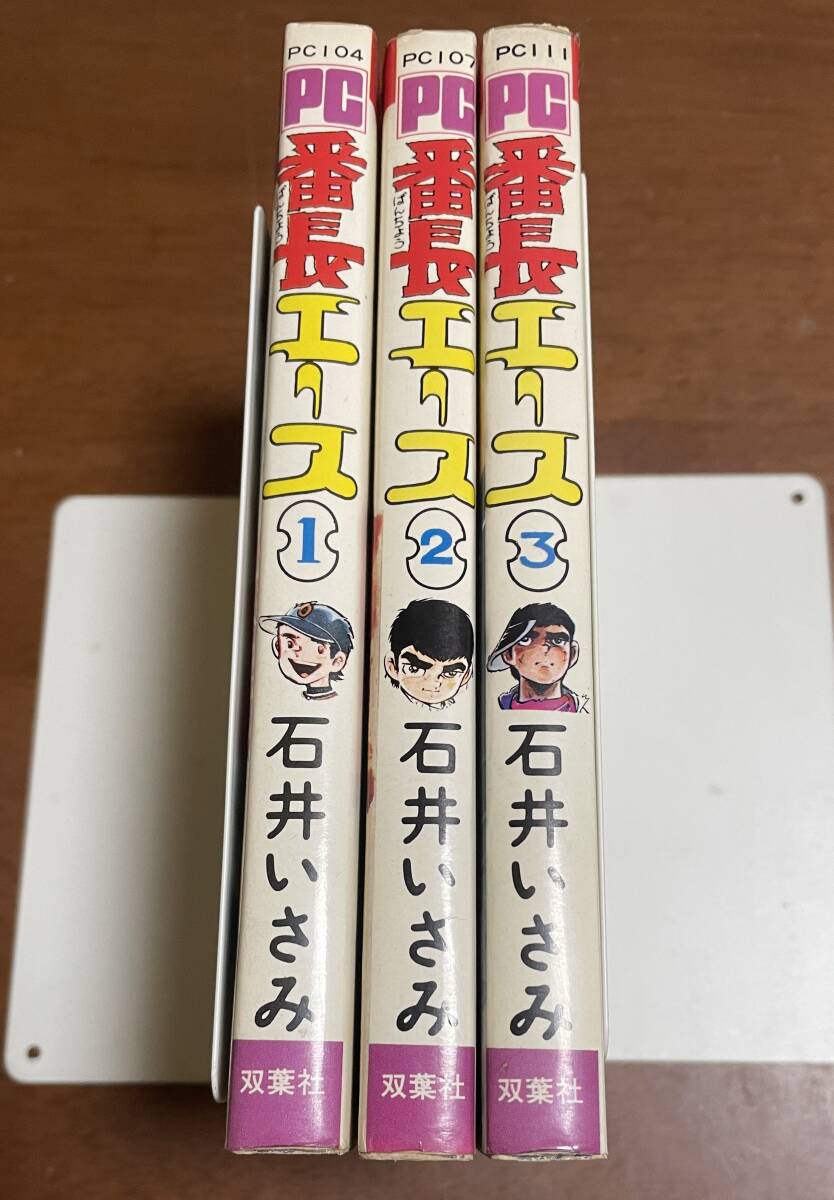 PC104
PC
番長
ばんちょう
エース
1
石井いさみ
双葉社
PC107
PC
番長
ばんちょう
エース
2
石井いさみ
双葉社
PC111
PC
番長
ばんちょう
エース
3
石井いさみ
双葉社